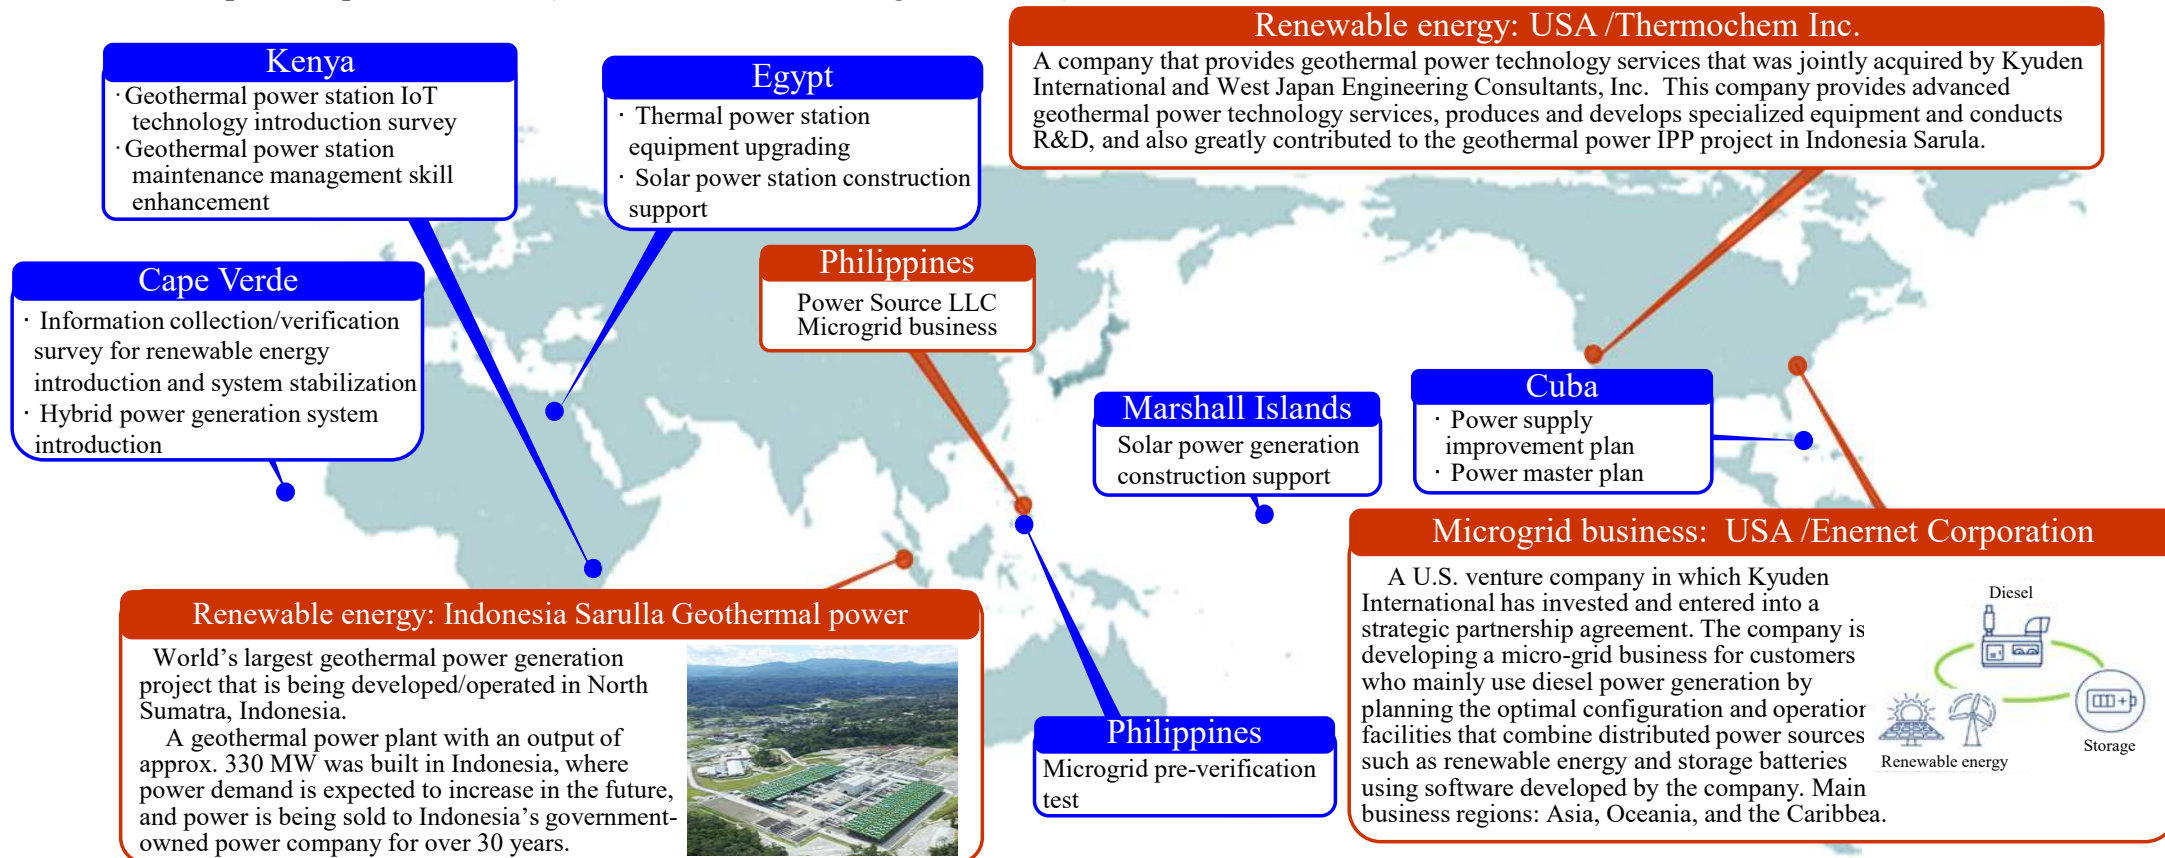 Renewable energy: USA /Thermochem Inc.
A company that provides geothermal power technology services that was jointly acquired by Kyuden
International and West Japan Engineering Consultants, Inc.  This company provides advanced
geothermal power technology services, produces and develops specialized equipment and conducts
R&D, and also greatly contributed to the geothermal power IPP project in Indonesia Sarula.
Kenya
· Geothermal power station IoT
technology introduction survey
· Geothermal power station
maintenance management skill
enhancement
Egypt
· Thermal power station
equipment upgrading
· Solar power station construction
support
Cape Verde
· Information collection/verification
survey for renewable energy
introduction and system stabilization
· Hybrid power generation system
introduction
Philippines
Power Source LLC
Microgrid business
Marshall Islands
Solar power generation
construction support
Cuba
· Power supply
improvement plan
· Power master plan
Renewable energy: Indonesia Sarulla Geothermal power
World's largest geothermal power generation
project that is being developed/operated in North
Sumatra, Indonesia.
A geothermal power plant with an output of
approx. 330 MW was built in Indonesia, where
power demand is expected to increase in the future,
and power is being sold to Indonesia's government-
owned power company for over 30 years.
Philippines
Microgrid pre-verification
test
Microgrid business:  USA /Enernet Corporation
A U.S. venture company in which Kyuden
International has invested and entered into a
strategic partnership agreement. The company is
developing a micro-grid business for customers
who mainly use diesel power generation by
planning the optimal configuration and operation
facilities that combine distributed power sources
such as renewable energy and storage batteries
using software developed by the company. Main
business regions: Asia, Oceania, and the Caribbea.
Diesel
Storage
Renewable energy